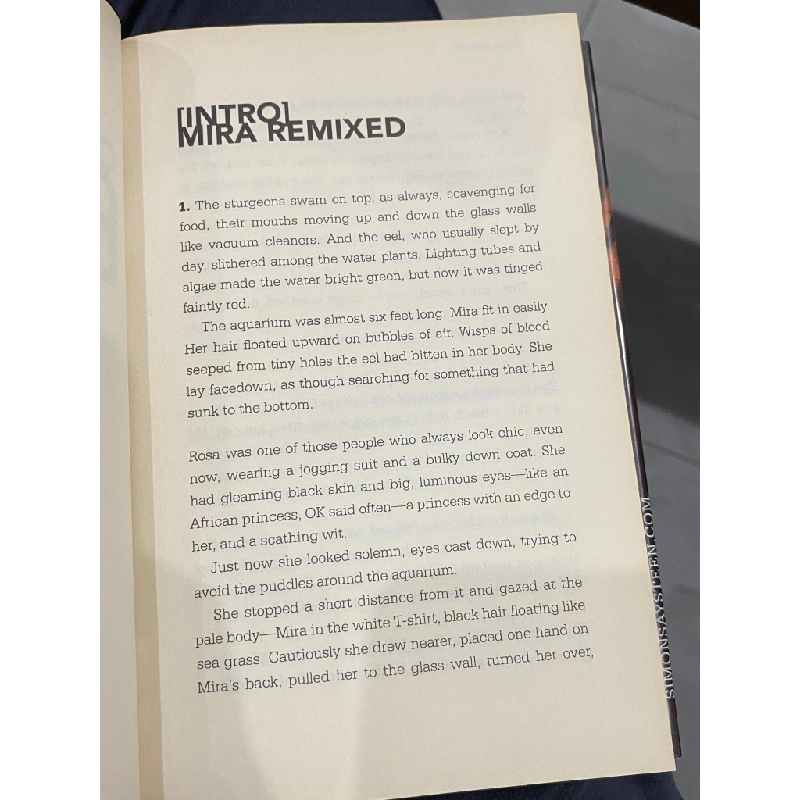 [INTRO]
MIRA REMIXED
1. The sturgeons swam on top, as always, scavenging for
food, their mouths moving up and down the glass walls
like vacuum cleaners. And the eel, who usually slept by
day, slithered among the water plants. Lighting tubes and
algae made the water bright green, but now it was tinged
faintly red.
The aquarium was almost six feet long. Mira fit in easily
Her hair floated upward on bubbles of air. Wisps of blood
seeped from tiny holes the eel had bitten in her body. She
lay facedown, as though searching for something that had
sunk to the bottom.
Rosa was one of those people who always look chic, even
now, wearing a jogging suit and a bulky down coat. She
had gleaming black skin and big, luminous eyes—like an
African princess, OK said often—a princess with an edge to
her, and a scathing wit.
Just now she looked solemn, eyes cast down, trying to
avoid the puddles around the aquarium.
She stopped a short distance from it and gazed at the
pale body—Mira in the white T-shirt, black hair floating like
sea grass. Cautiously she drew nearer, placed one hand on
Mira's back, pulled her to the glass wall, turned her over,
SIMONSAYSTEEN.COM